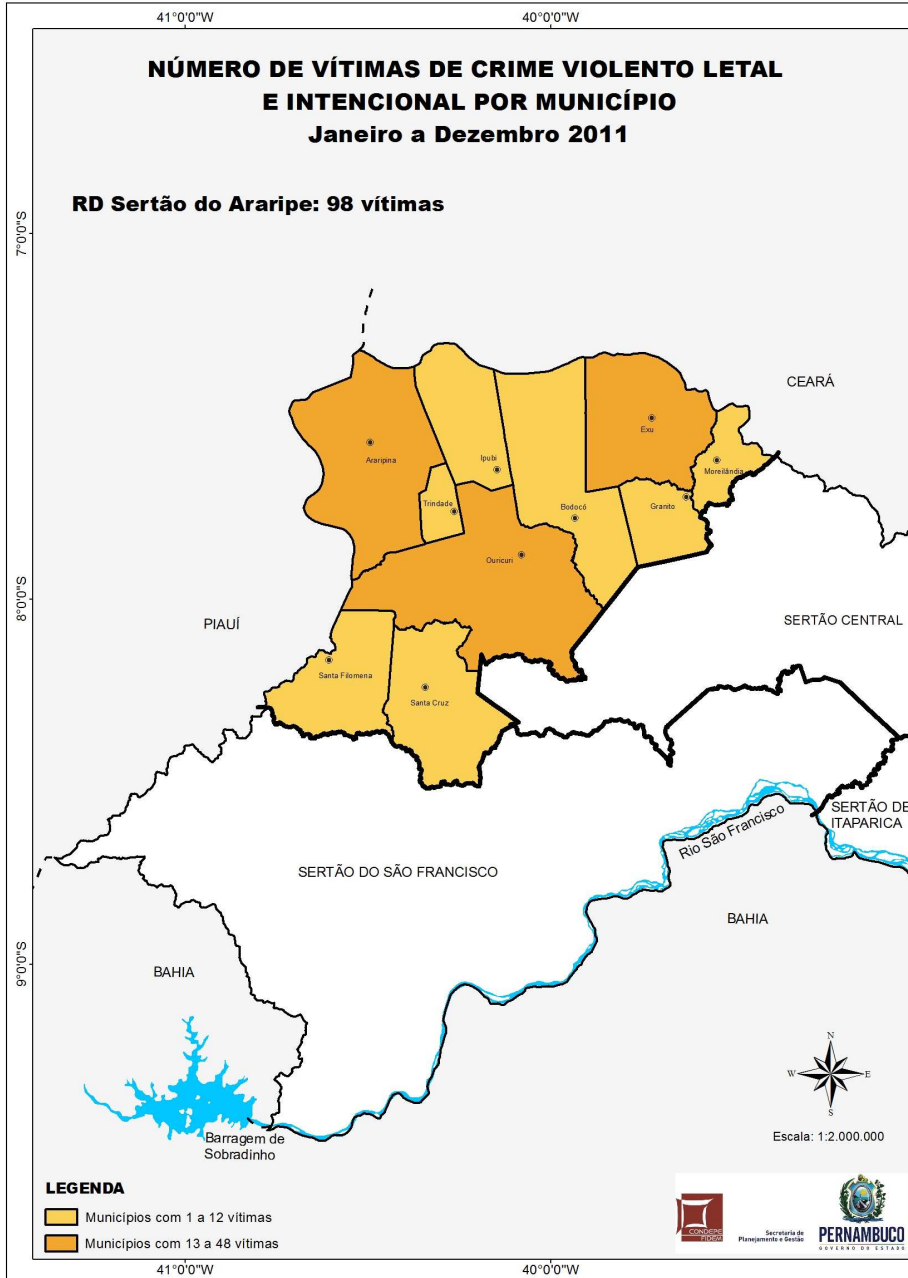 41°0'0"W
40°0'0"W
NÚMERO DE VÍTIMAS DE CRIME VIOLENTO LETAL
E INTENCIONAL POR MUNICÍPIO
Janeiro a Dezembro 2011
RD Sertão do Araripe: 98 vítimas
7°0'0"S
CEARÁ
Exu
Araripina
Ipubi
Moreilândia
Trindade
Bodocó
Granito
Ouricuri
8°0'0"S
PIAUÍ
SERTÃO CENTRAL
Santa Filomena
Santa Cruz
SERTÃO DE
ITAPARICA
Rio São Francisco
SERTÃO DO SÃO FRANCISCO
BAHIA
9°0'0"S
BAHIA
N
W
E
S
Escala: 1:2.000.000
Barragem de
Sobradinho
LEGENDA
Municípios com 1 a 12 vítimas
Municípios com 13 a 48 vítimas
CONDEPE
FIDEM
Secretaria de
Planejamento e Gestão
PERNAMBUCO
GOVERNO DO ESTADO
41°0'0"W
40°0'0"W